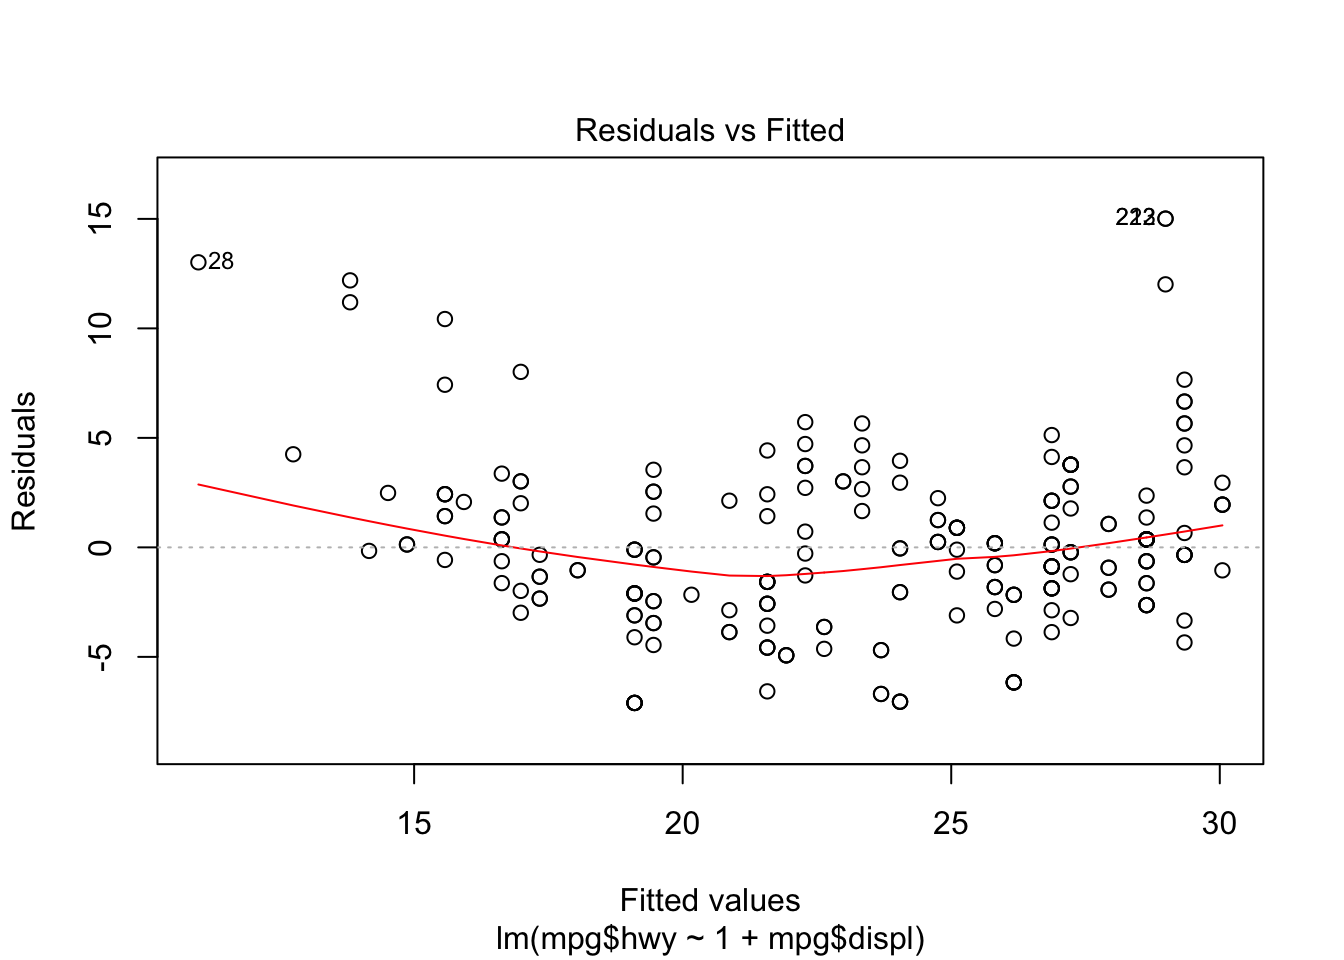 Residuals vs Fitted
Residuals
15
10
5
0
-5
28
15
20
25
30
Fitted values
lm(mpg$hwy ~ 1 + mpg$displ)